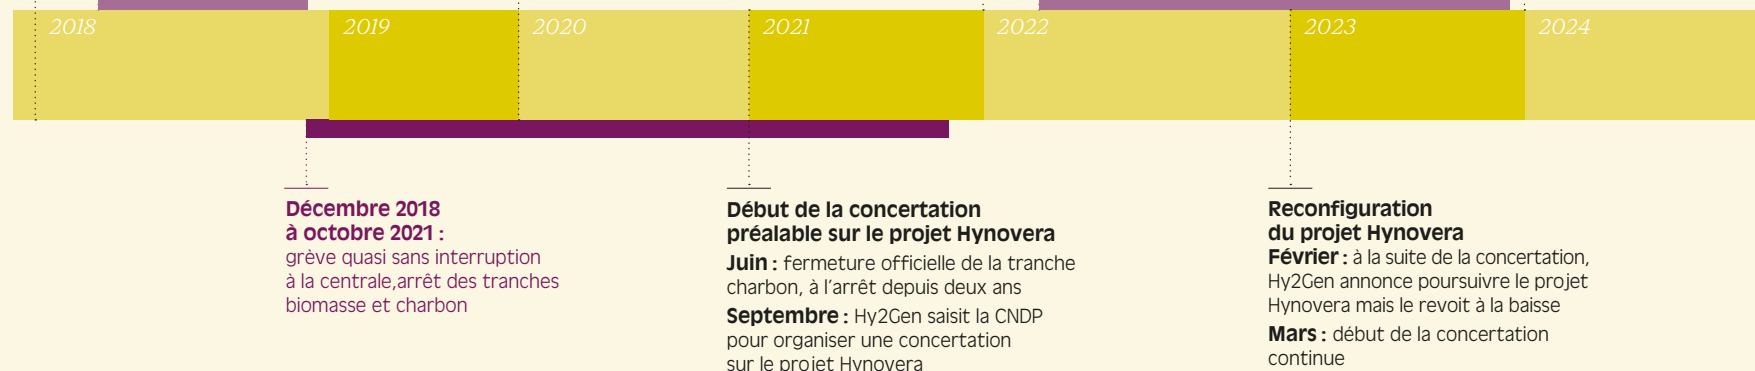 2018
2019
2020
2021
2022
2023
2024
Décembre 2018
à octobre 2021 :
grève quasi sans interruption
à la centrale,arrêt des tranches
biomasse et charbon
Début de la concertation
préalable sur le projet Hynovera
Juin : fermeture officielle de la tranche
charbon, à l’arrêt depuis deux ans
Septembre : Hy2Gen saisit la CNDP
pour organiser une concertation
sur le projet Hynovera
Reconfiguration
du projet Hynovera
Février : à la suite de la concertation,
Hy2Gen annonce poursuivre le projet
Hynovera mais le revoit à la baisse
Mars : début de la concertation
continue